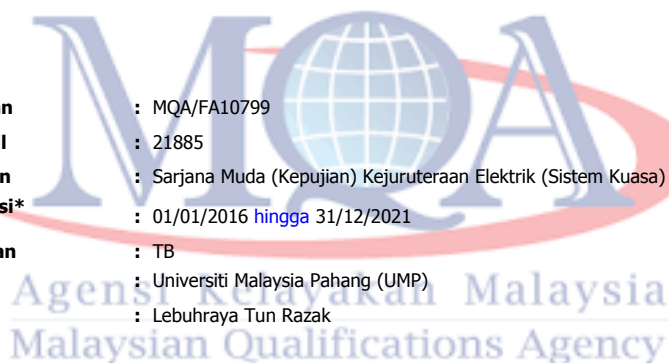 MQA
an : MQA/FA10799
l : 21885
n : Sarjana Muda (Kepujian) Kejuruteraan Elektrik (Sistem Kuasa)
si* : 01/01/2016 hingga 31/12/2021
an : TB
: Universiti Malaysia Pahang (UMP)
: Lebuhraya Tun Razak
Agensi Kelayakan Malaysia
Malaysian Qualifications Agency